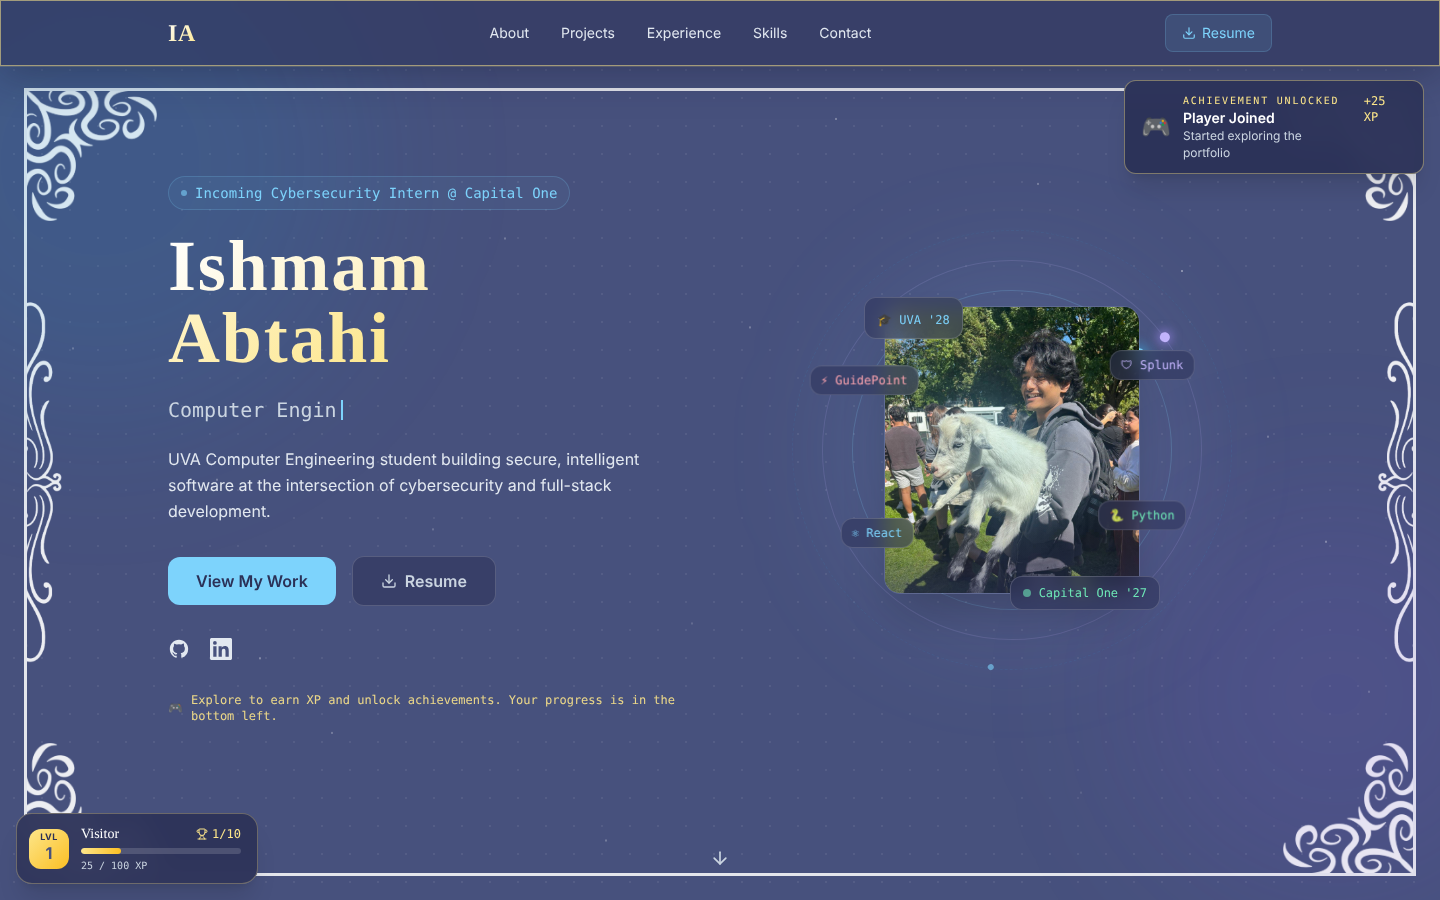 IA
About
Projects
Experience
Skills
Contact
Resume
ACHIEVEMENT UNLOCKED
+25
XP
Player Joined
Started exploring the
portfolio
Incoming Cybersecurity Intern @ Capital One
Ishmam
Abtahi
Computer Engin
UVA Computer Engineering student building secure, intelligent
software at the intersection of cybersecurity and full-stack
development.
View My Work
Resume
Explore to earn XP and unlock achievements. Your progress is in the
bottom left.
UVA '28
GuidePoint
Splunk
Python
React
Capital One '27
LVL
1
Visitor
1/10
25 / 100 XP